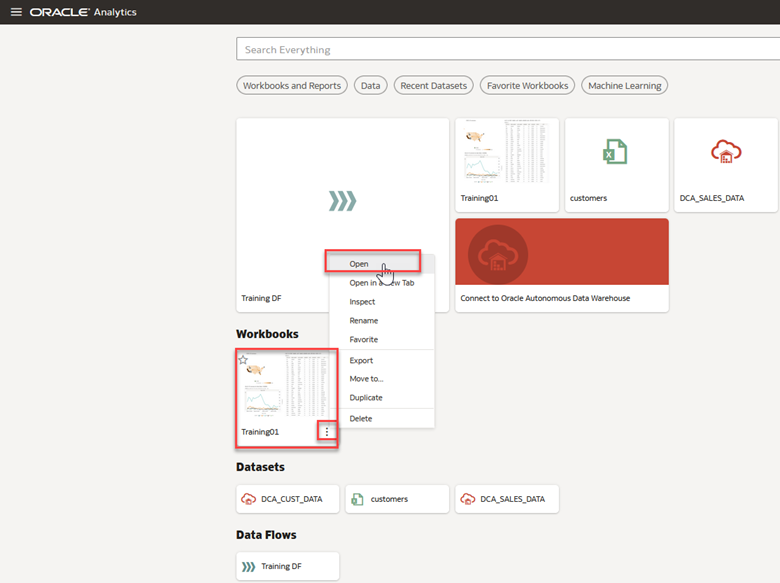 ORACLE Analytics
Search Everything
Workbooks and Reports
Data
Recent Datasets
Favorite Workbooks
Machine Learning
Training DF
Training01
customers
DCA_SALES_DATA
Connect to Oracle Autonomous Data Warehouse
Open
Open in a Tab
Inspect
Rename
Favorite
Export
Move to...
Duplicate
Delete
Workbooks
Training01
Datasets
DCA_CUST_DATA
customers
DCA_SALES_DATA
Data Flows
Training DF